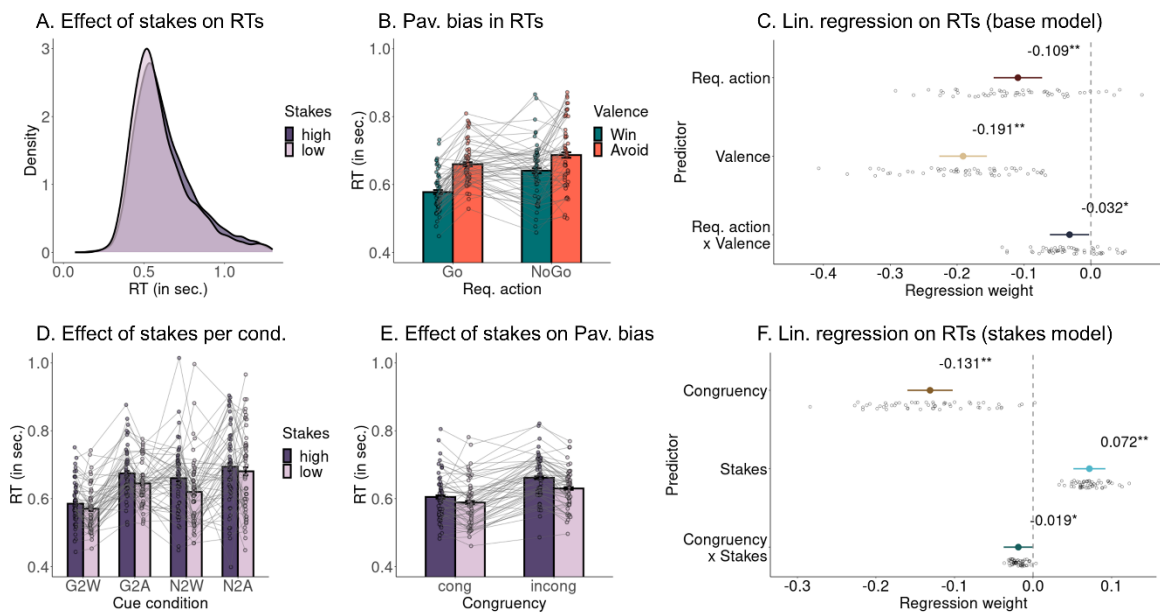 A. Effect of stakes on RTs
3
2
1
0
Density
0.0
0.5
1.0
RT (in sec.)
Stakes
high
low
B. Pav. bias in RTs
1.0
0.8
0.6
0.4
RT (in sec.)
Go
NoGo
Req. action
Valence
Win
Avoid
C. Lin. regression on RTs (base model)
Predictor
Req. action
Valence
Req. action
x Valence
-0.109**
-0.191**
-0.032*
-0.4
-0.3
-0.2
-0.1
0.0
Regression weight
D. Effect of stakes per cond.
1.0
0.8
0.6
0.4
RT (in sec.)
G2W
G2A
N2W
N2A
Cue condition
Stakes
high
low
E. Effect of stakes on Pav. bias
1.0
0.8
0.6
0.4
RT (in sec.)
cong
incong
Congruency
F. Lin. regression on RTs (stakes model)
Predictor
Congruency
Stakes
Congruency
x Stakes
-0.131**
0.072**
-0.019*
-0.3
-0.2
-0.1
0.0
0.1
Regression weight